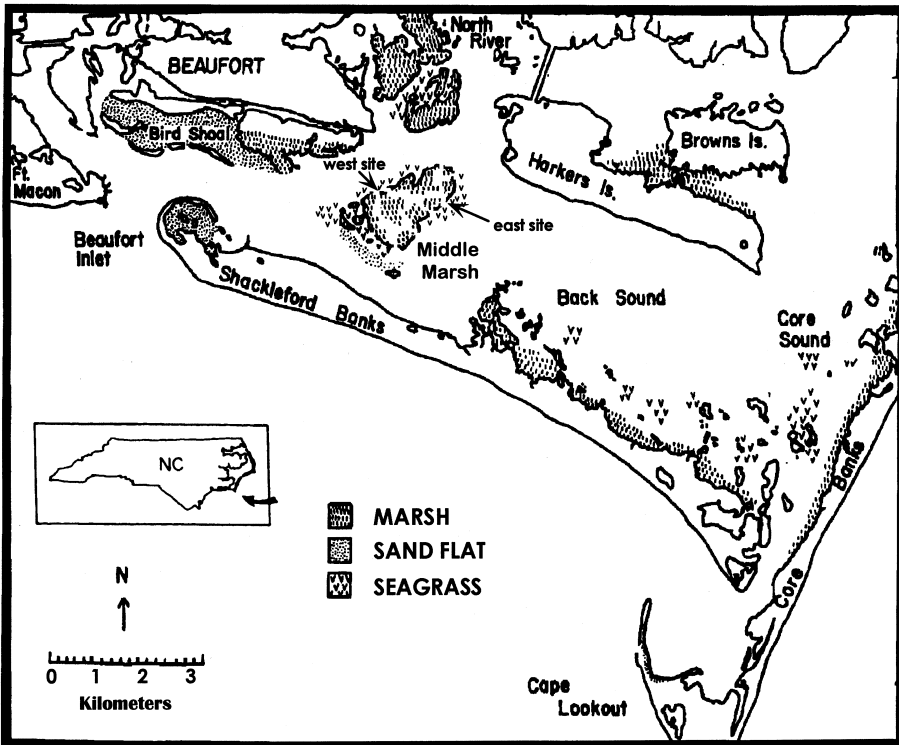 North
River
BEAUFORT
Bird Shoal
west site
Browns Is.
Harkers Is.
Ft.
Macon
east site
Beaufort
Inlet
Middle
Marsh
Shackleford Banks
Back Sound
Core
Sound
NC
Core Banks
MARSH
SAND FLAT
SEAGRASS
N
0 1 2 3
Kilometers
Cape
Lookout